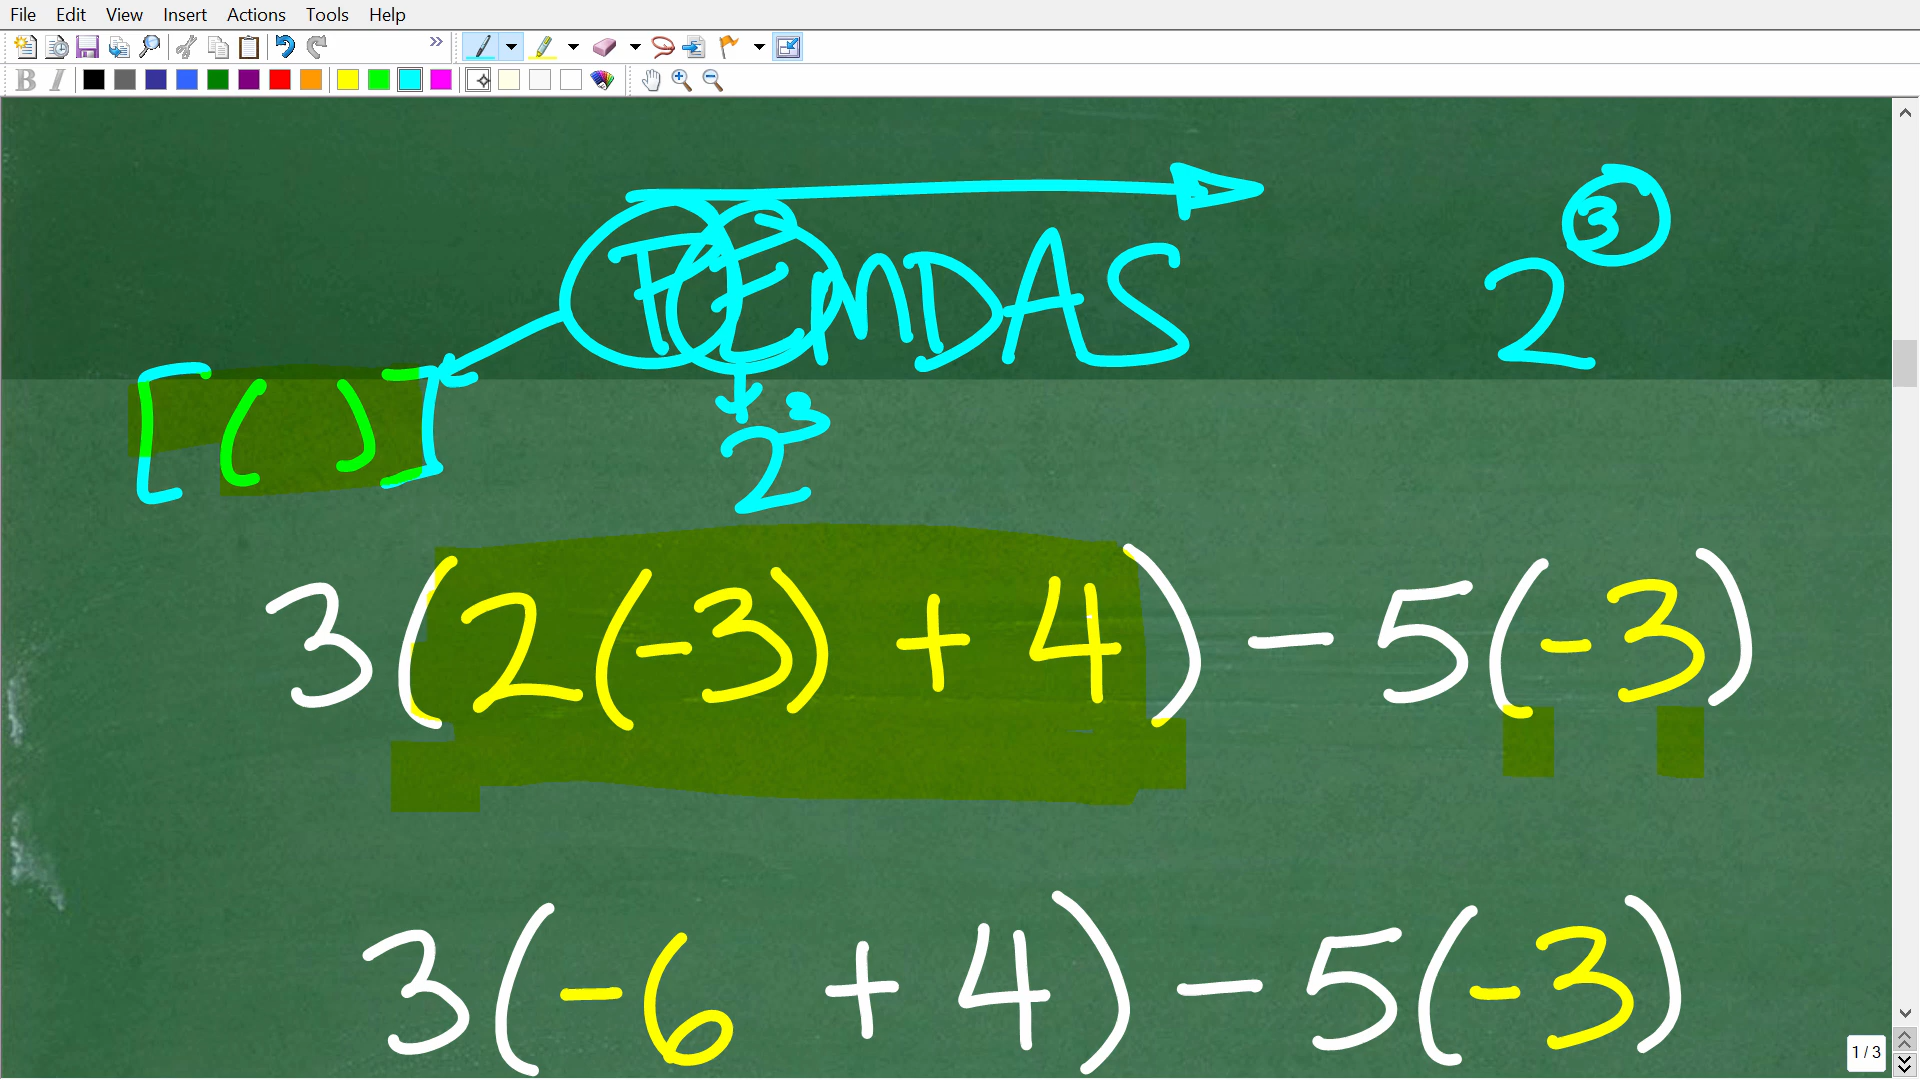 File Edit View Insert Actions Tools Help
B I
PEMDAS
2³
[ ( ) ]
2³
3(2(-3) + 4) - 5(-3)
3(-6 + 4) - 5(-3)
1 / 3